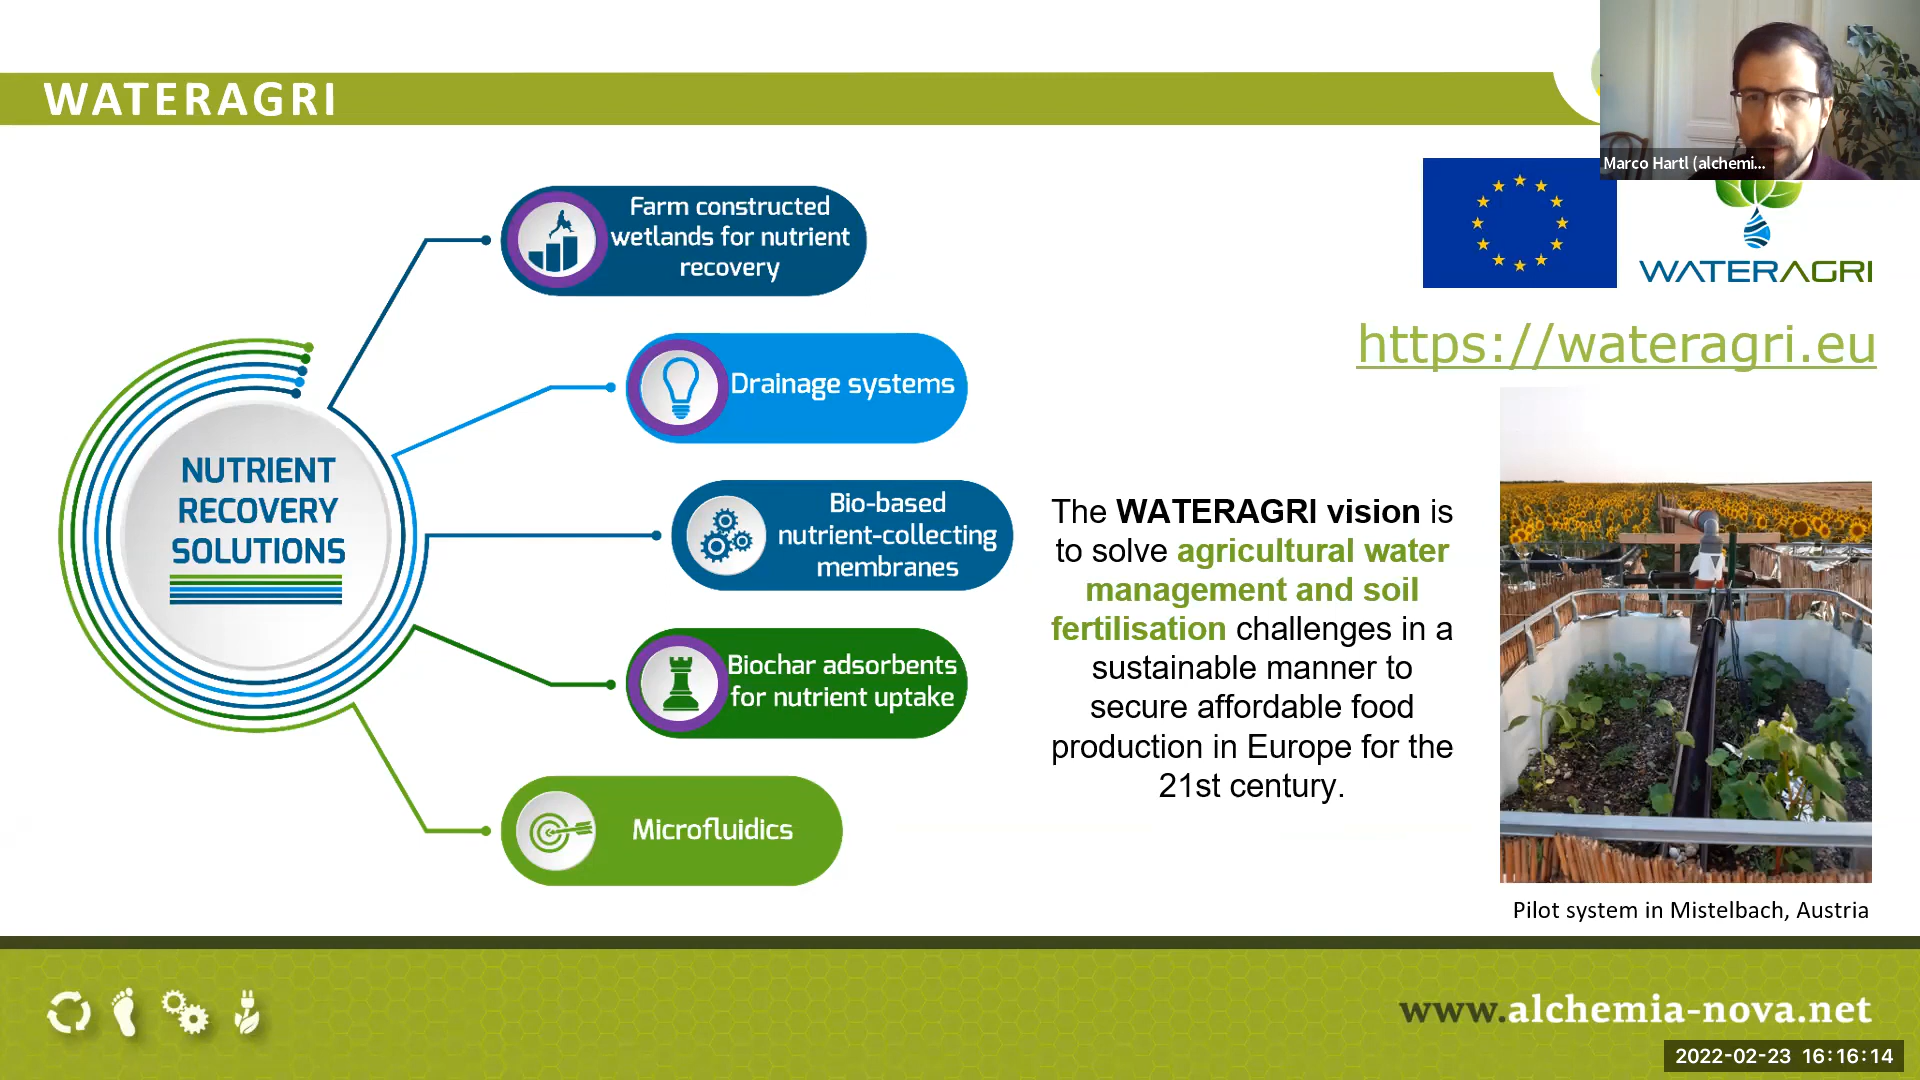 WATERAGRI
Marco Hartl (alchemi...
WATERAGRI
https://wateragri.eu
Farm constructed
wetlands for nutrient
recovery
Drainage systems
NUTRIENT
RECOVERY
SOLUTIONS
Bio-based
nutrient-collecting
membranes
Biochar adsorbents
for nutrient uptake
Microfluidics
The WATERAGRI vision is
to solve agricultural water
management and soil
fertilisation challenges in a
sustainable manner to
secure affordable food
production in Europe for the
21st century.
Pilot system in Mistelbach, Austria
www.alchemia-nova.net
2022-02-23 16:16:14